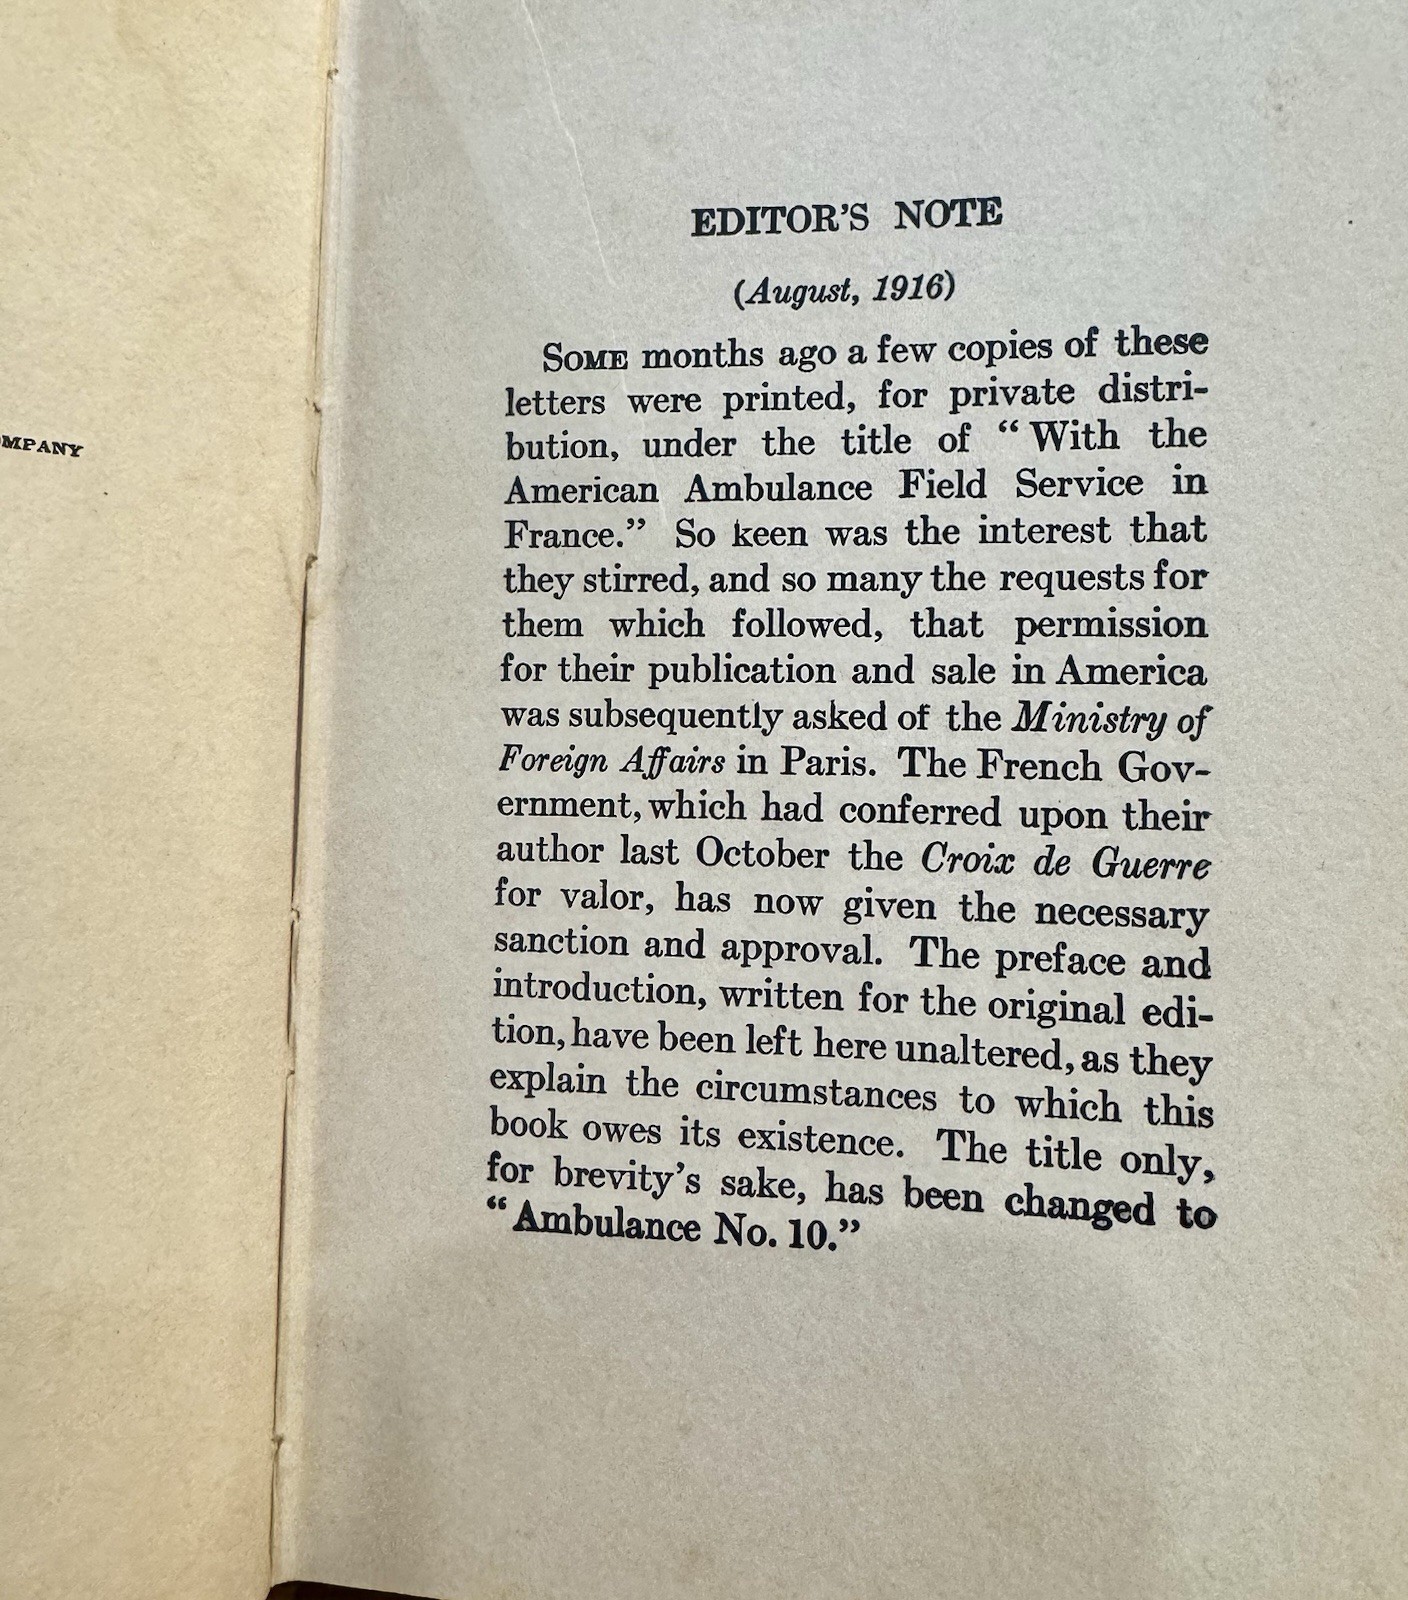 EDITOR'S NOTE
(August, 1916)
SOME months ago a few copies of these
letters were printed, for private distri-
bution, under the title of “With the
American Ambulance Field Service in
France.” So keen was the interest that
they stirred, and so many the requests for
them which followed, that permission
for their publication and sale in America
was subsequently asked of the Ministry of
Foreign Affairs in Paris. The French Gov-
ernment, which had conferred upon their
author last October the Croix de Guerre
for valor, has now given the necessary
sanction and approval. The preface and
introduction, written for the original edi-
tion, have been left here unaltered, as they
explain the circumstances to which this
book owes its existence. The title only,
for brevity's sake, has been changed to
“Ambulance No. 10.”